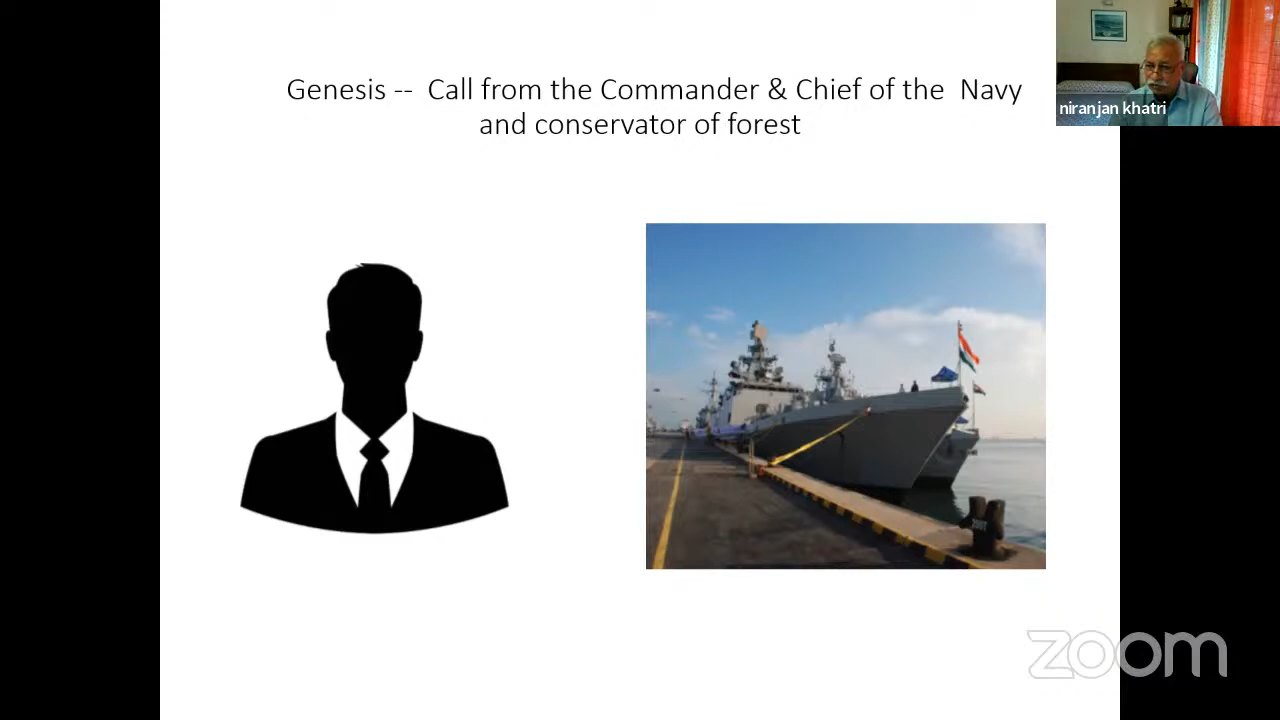 Genesis -- Call from the Commander & Chief of the Navy
and conservator of forest
niranjan khatri
zoom